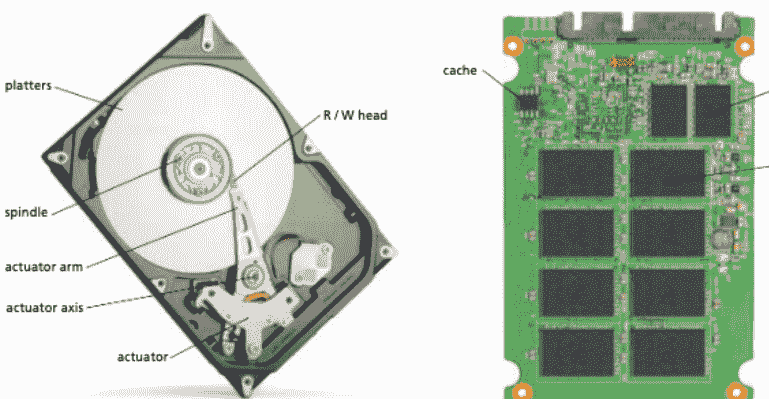 platters
cache
R / W head
spindle
actuator arm
actuator axis
actuator